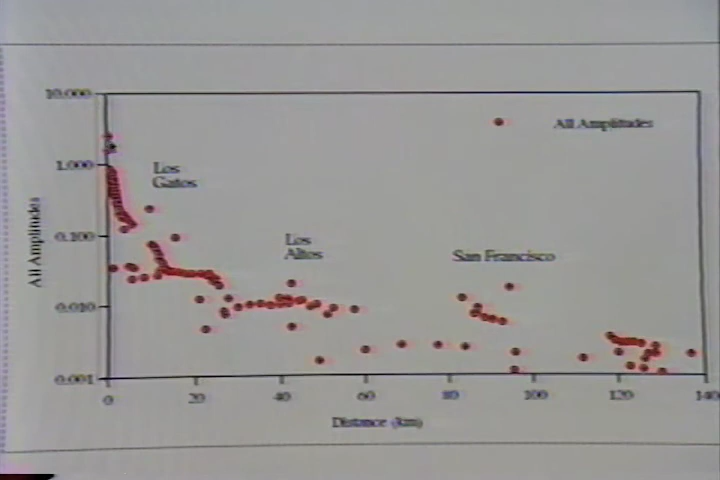 10.000
All Amplitudes
1.000
Los
Gatos
0.100
Los
Altos
San Francisco
All Amplitudes
0.010
0.001
0 20 40 60 80 100 120 140
Distance (km)